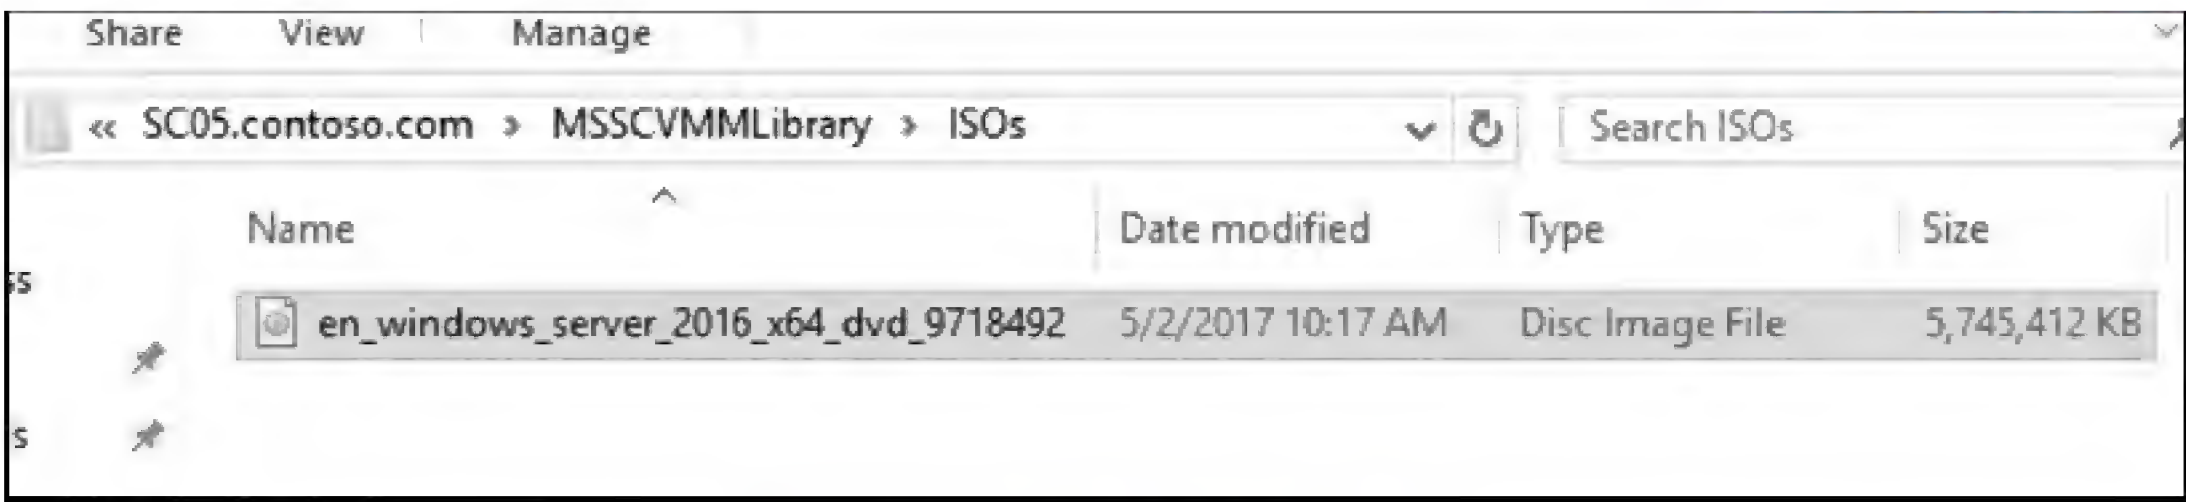 Share View Manage
« SC05.contoso.com > MSSCVMMLibrary > ISOs Search ISOs
Name Date modified Type Size
ss
en_windows_server_2016_x64_dvd_9718492 5/2/2017 10:17 AM Disc Image File 5,745,412 KB
s